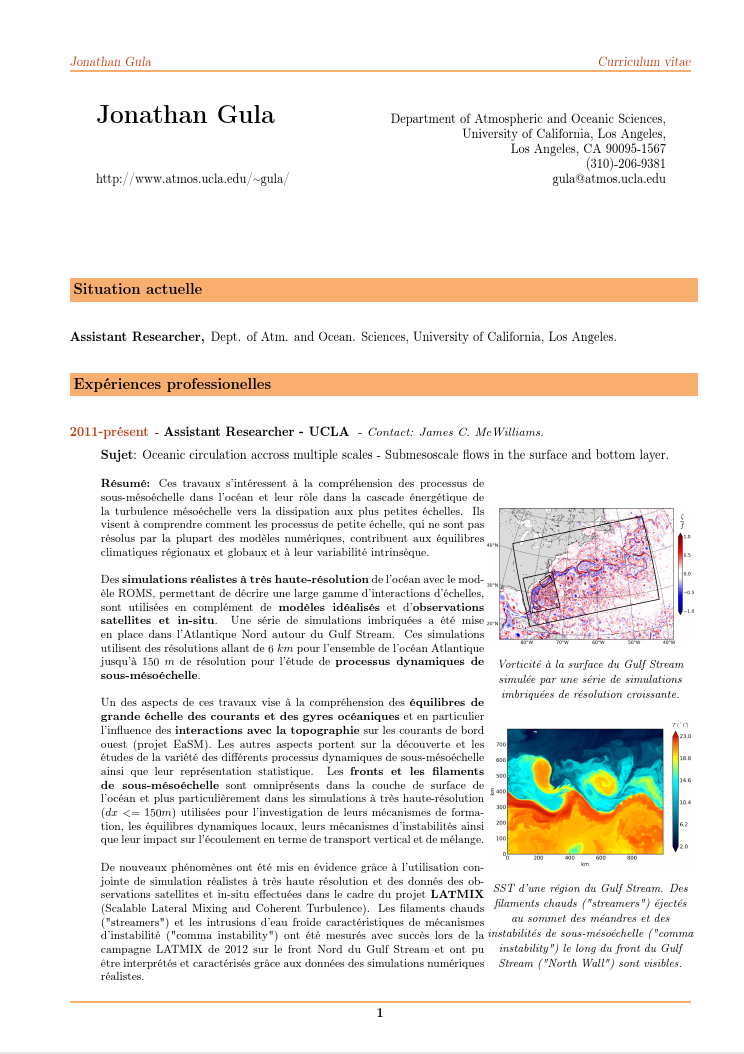 Jonathan Gula
Curriculum vitae
Jonathan Gula
Department of Atmospheric and Oceanic Sciences,
University of California, Los Angeles,
Los Angeles, CA 90095-1567
(310)-206-9381
http://www.atmos.ucla.edu/~gula/
gula@atmos.ucla.edu
Situation actuelle
Assistant Researcher, Dept. of Atm. and Ocean. Sciences, University of California, Los Angeles.
Expériences professionelles
2011-présent - Assistant Researcher - UCLA - Contact: James C. McWilliams.
Sujet: Oceanic circulation accross multiple scales - Submesoscale flows in the surface and bottom layer.
Résumé: Ces travaux s'intéressent à la compréhension des processus de
sous-mésoéchelle dans l'océan et leur rôle dans la cascade énergétique de
la turbulence mésoéchelle vers la dissipation aux plus petites échelles. Ils
visent à comprendre comment les processus de petite échelle, qui ne sont pas
résolus par la plupart des modèles numériques, contribuent aux équilibres
climatiques régionaux et globaux et à leur variabilité intrinsèque.
Des simulations réalistes à très haute-résolution de l'océan avec le mod-
èle ROMS, permettant de décrire une large gamme d'interactions d'échelles,
sont utilisées en complément de modèles idéalisés et d'observations
satellites et in-situ. Une série de simulations imbriquées a été mise
en place dans l'Atlantique Nord autour du Gulf Stream. Ces simulations
utilisent des résolutions allant de 6 km pour l'ensemble de l'océan Atlantique
jusqu'à 150 m de résolution pour l'étude de processus dynamiques de
sous-mésoéchelle.
Un des aspects de ces travaux vise à la compréhension des équilibres de
grande échelle des courants et des gyres océaniques et en particulier
l'influence des interactions avec la topographie sur les courants de bord
ouest (projet EaSM). Les autres aspects portent sur la découverte et les
études de la variété des différents processus dynamiques de sous-mésoéchelle
ainsi que leur représentation statistique. Les fronts et les filaments
de sous-mésoéchelle sont omniprésents dans la couche de surface de
l'océan et plus particulièrement dans les simulations à très haute-résolution
(dx <= 150m) utilisées pour l'investigation de leurs mécanismes de forma-
tion, les équilibres dynamiques locaux, leurs mécanismes d'instabilités ainsi
que leur impact sur l'écoulement en terme de transport vertical et de mélange.
De nouveaux phénomènes ont été mis en évidence grâce à l'utilisation con-
jointe de simulation réalistes à très haute résolution et des donnés des ob-
servations satellites et in-situ effectuées dans le cadre du projet LATMIX
(Scalable Lateral Mixing and Coherent Turbulence). Les filaments chauds
("streamers") et les intrusions d'eau froide caractéristiques de mécanismes
d'instabilité ("comma instability") ont été mesurés avec succès lors de la
campagne LATMIX de 2012 sur le front Nord du Gulf Stream et ont pu
être interprétés et caractérisés grâce aux données des simulations numériques
réalistes.
ζ
f
1.0
0.5
0.0
−0.5
−1.0
40°N
30°N
20°N
80°W 70°W 60°W 50°W 40°W
Vorticité à la surface du Gulf Stream
simulée par une série de simulations
imbriquées de résolution croissante.
T (°C)
23.0
18.8
14.6
10.4
6.2
2.0
700
600
500
400
300
200
100
0
km
0 200 400 600 800
km
SST d'une région du Gulf Stream. Des
filaments chauds ("streamers") éjectés
au sommet des méandres et des
instabilités de sous-mésoéchelle ("comma
instability") le long du front du Gulf
Stream ("North Wall") sont visibles.
1